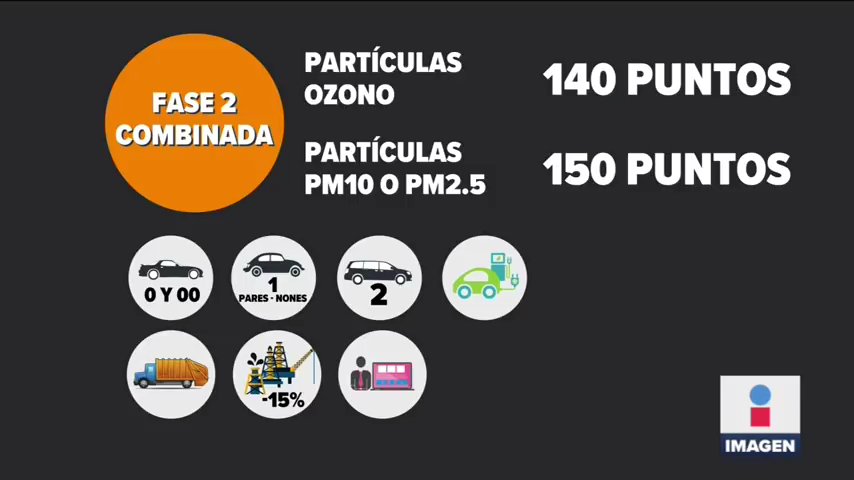 FASE 2
COMBINADA
PARTÍCULAS
OZONO
140 PUNTOS
PARTÍCULAS
PM10 O PM2.5
150 PUNTOS
0 Y 00
1
PARES - NONES
2
-15%
IMAGEN